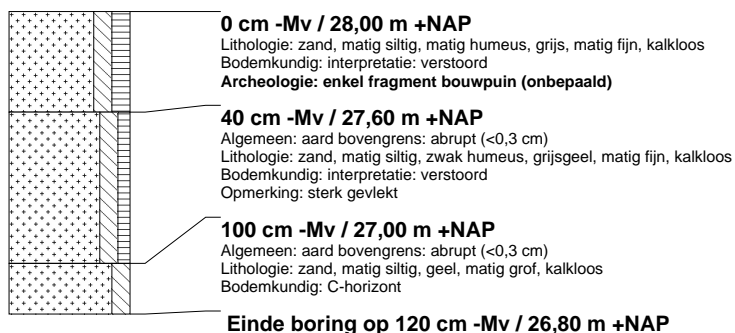 0 cm -Mv / 28,00 m +NAP
Lithologie: zand, matig siltig, matig humeus, grijs, matig fijn, kalkloos
Bodemkundig: interpretatie: verstoord
Archeologie: enkel fragment bouwpuin (onbepaald)
40 cm -Mv / 27,60 m +NAP
Algemeen: aard bovengrens: abrupt (<0,3 cm)
Lithologie: zand, matig siltig, zwak humeus, grijsgeel, matig fijn, kalkloos
Bodemkundig: interpretatie: verstoord
Opmerking: sterk gevlekt
100 cm -Mv / 27,00 m +NAP
Algemeen: aard bovengrens: abrupt (<0,3 cm)
Lithologie: zand, matig siltig, geel, matig grof, kalkloos
Bodemkundig: C-horizont
Einde boring op 120 cm -Mv / 26,80 m +NAP